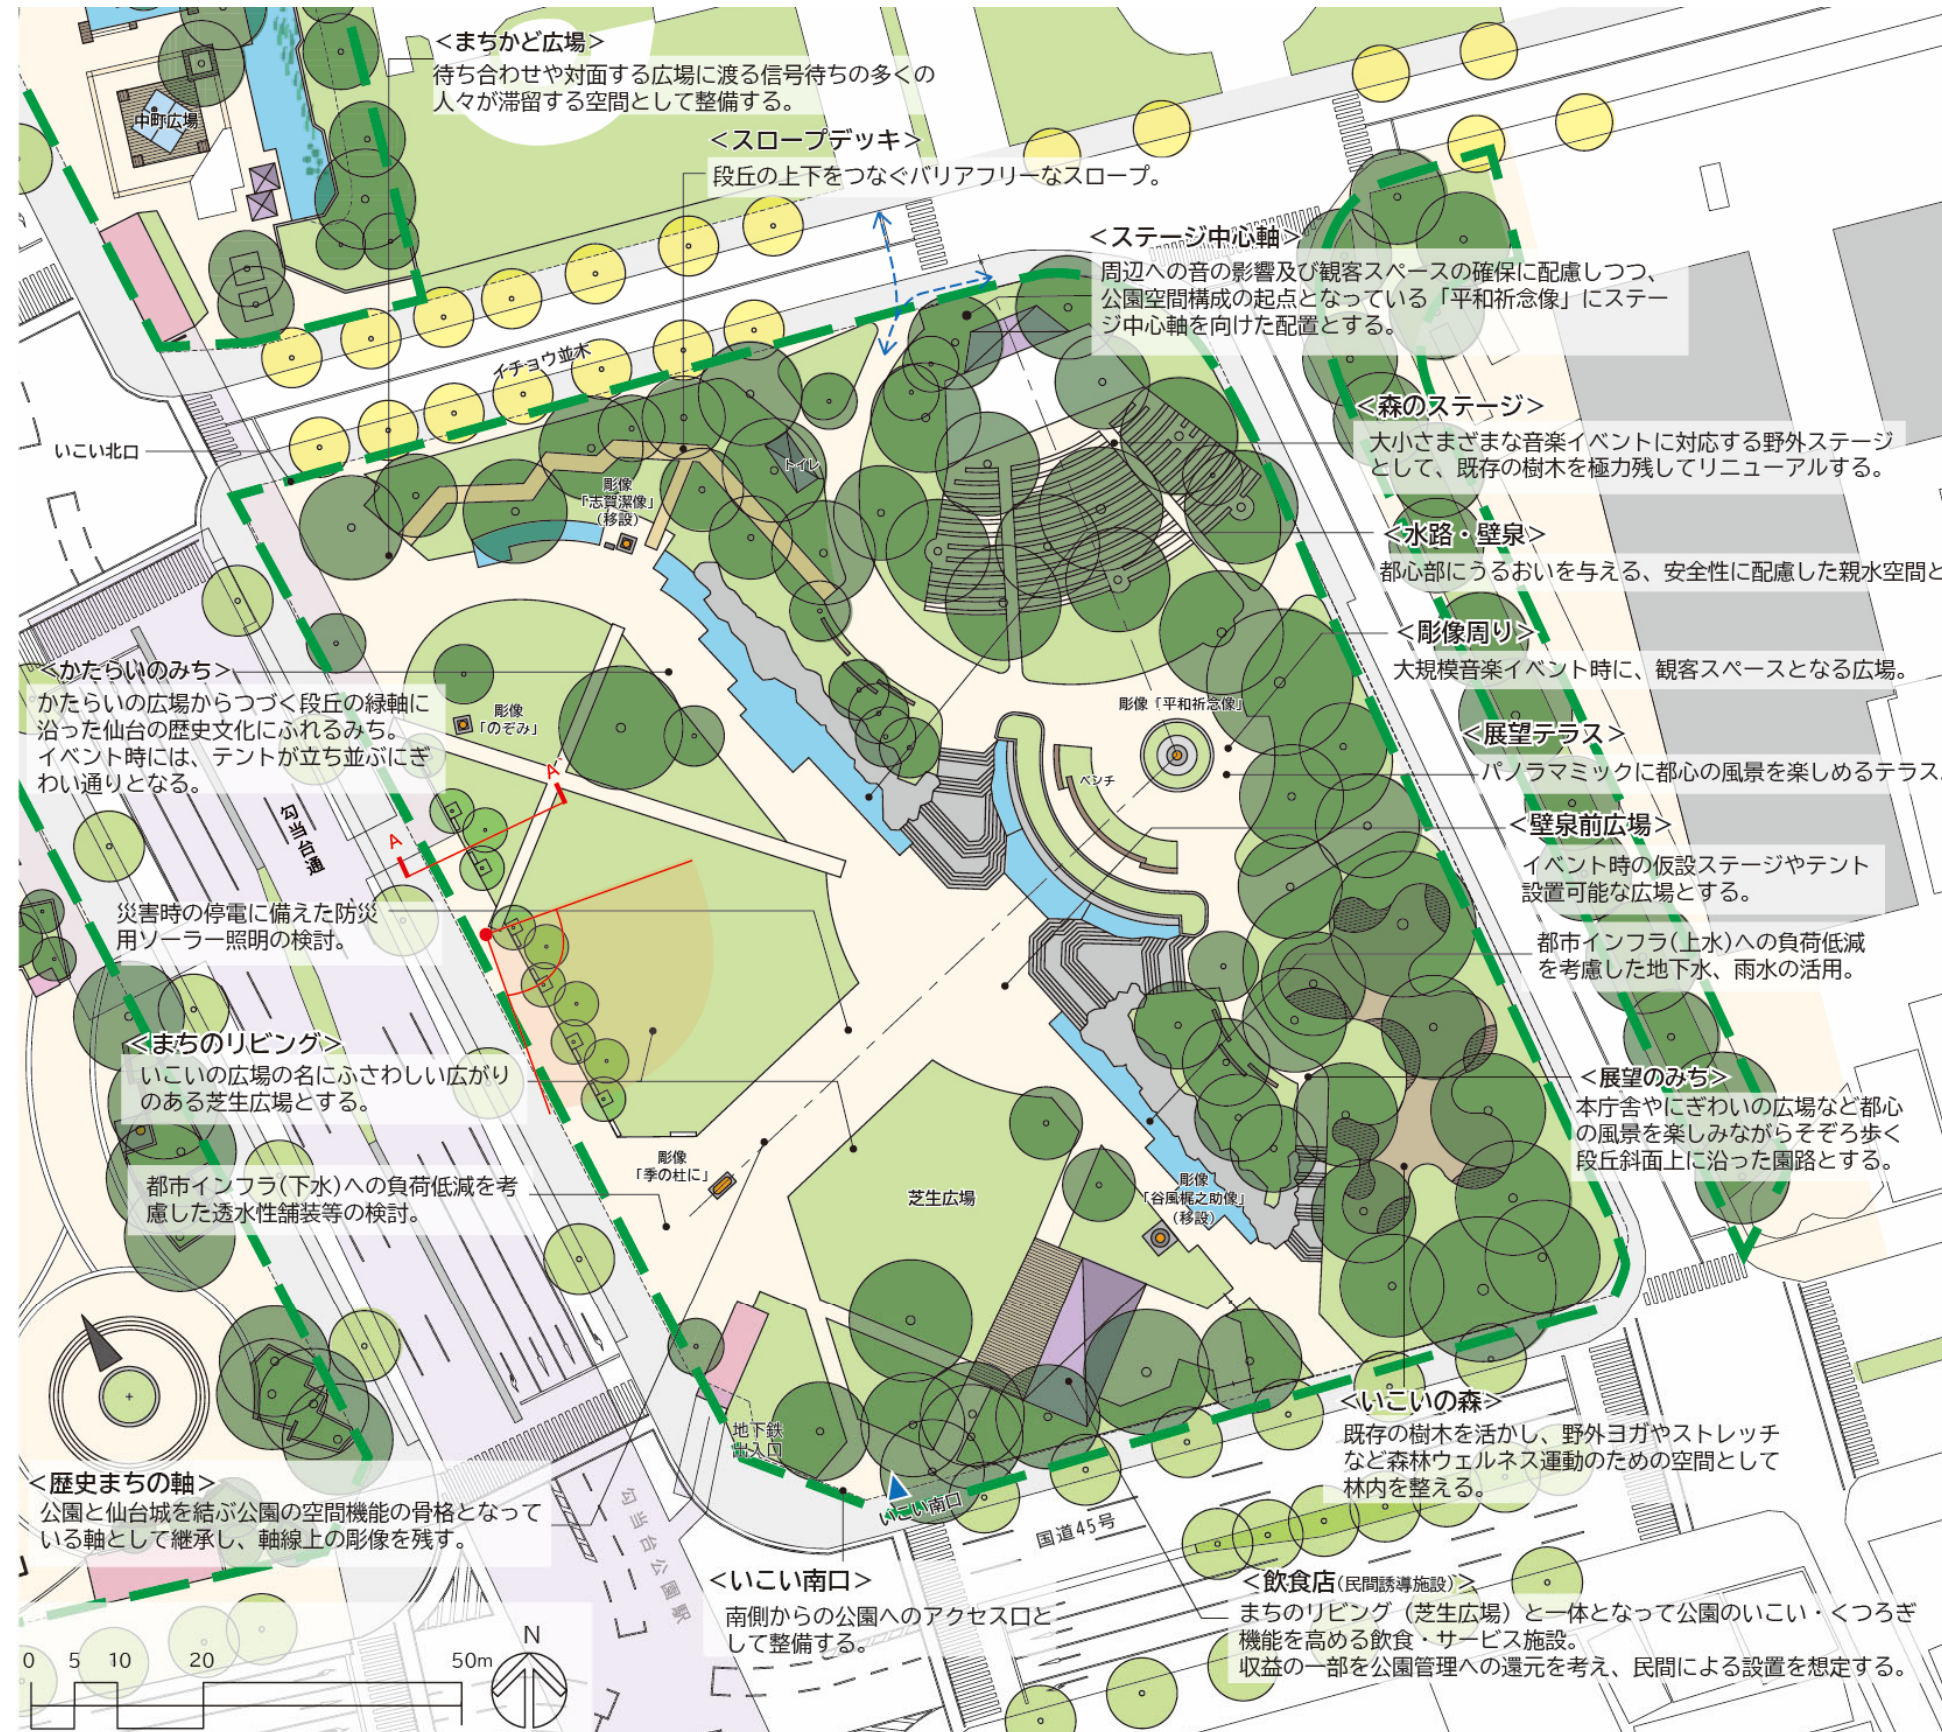 <まちかど広場>
待ち合わせや対面する広場に渡る信号待ちの多くの
人々が滞留する空間として整備する。
中町広場
<スロープデッキ>
段丘の上下をつなぐバリアフリーなスロープ。
<ステージ中心軸>
周辺への音の影響及び観客スペースの確保に配慮しつつ、
公園空間構成の起点となっている「平和祈念像」にステー
ジ中心軸を向けた配置とする。
イチョウ並木
いこい北口
<森のステージ>
大小さまざまな音楽イベントに対応する野外ステージ
として、既存の樹木を極力残してリニューアルする。
トイレ
彫像
「志賀潔像」
(移設)
<水路・壁泉>
都心部にうるおいを与える、安全性に配慮した親水空間と
<彫像周り>
大規模音楽イベント時に、観客スペースとなる広場。
<かたらいのみち>
かたらいの広場からつづく段丘の緑軸に
沿った仙台の歴史文化にふれるみち。
イベント時には、テントが立ち並ぶにぎ
わい通りとなる。
彫像
「のぞみ」
彫像「平和祈念像」
<展望テラス>
パノラマミックに都心の風景を楽しめるテラス。
ベンチ
A'
A
勾当台通
<壁泉前広場>
イベント時の仮設ステージやテント
設置可能な広場とする。
災害時の停電に備えた防災
用ソーラー照明の検討。
都市インフラ(上水)への負荷低減
を考慮した地下水、雨水の活用。
<まちのリビング>
いこいの広場の名にふさわしい広がり
のある芝生広場とする。
<展望のみち>
本庁舎やにぎわいの広場など都心
の風景を楽しみながらそぞろ歩く
段丘斜面上に沿った園路とする。
彫像
「季の杜に」
都市インフラ(下水)への負荷低減を考
慮した透水性舗装等の検討。
芝生広場
彫像
「谷風梶之助像」
(移設)
<いこいの森>
既存の樹木を活かし、野外ヨガやストレッチ
など森林ウェルネス運動のための空間として
林内を整える。
地下鉄
出入口
<歴史まちの軸>
公園と仙台城を結ぶ公園の空間機能の骨格となって
いる軸として継承し、軸線上の彫像を残す。
いこい南口
国道45号
勾当台公園駅
<いこい南口>
南側からの公園へのアクセス口と
して整備する。
<飲食店(民間誘導施設)>
まちのリビング（芝生広場）と一体となって公園のいこい・くつろぎ
機能を高める飲食・サービス施設。
収益の一部を公園管理への還元を考え、民間による設置を想定する。
0 5 10 20 50m
N